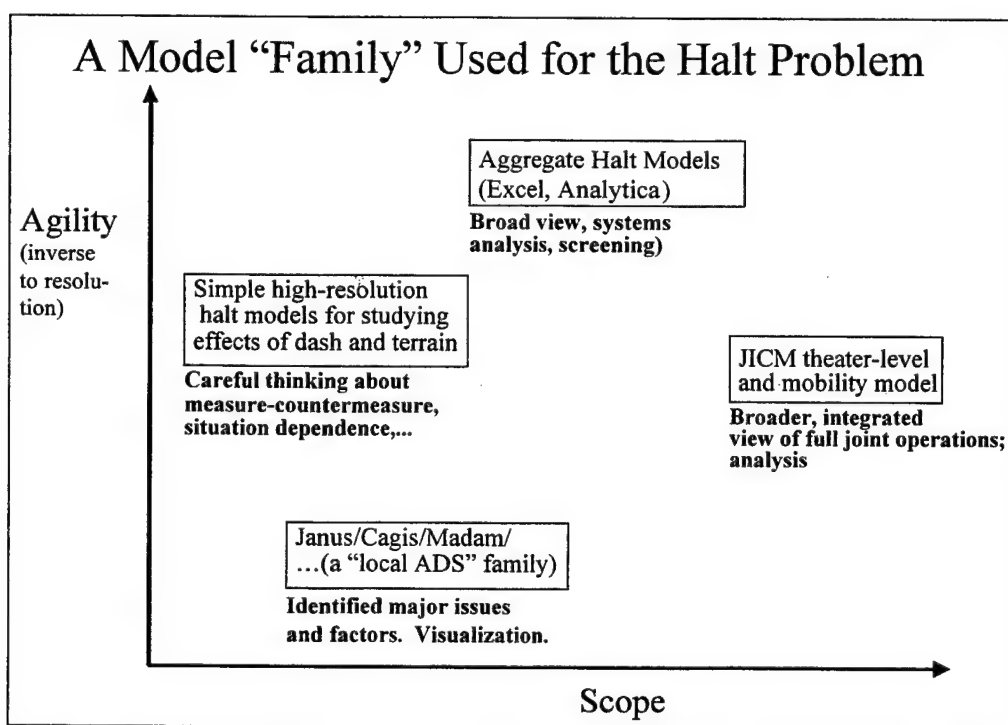 A Model “Family” Used for the Halt Problem
Agility
(inverse
to resolu-
tion)
Aggregate Halt Models
(Excel, Analytica)
Broad view, systems
analysis, screening)
Simple high-resolution
halt models for studying
effects of dash and terrain
Careful thinking about
measure-countermeasure,
situation dependence,...
JICM theater-level
and mobility model
Broader, integrated
view of full joint operations;
analysis
Janus/Cagis/Madam/
…(a “local ADS” family)
Identified major issues
and factors. Visualization.
Scope